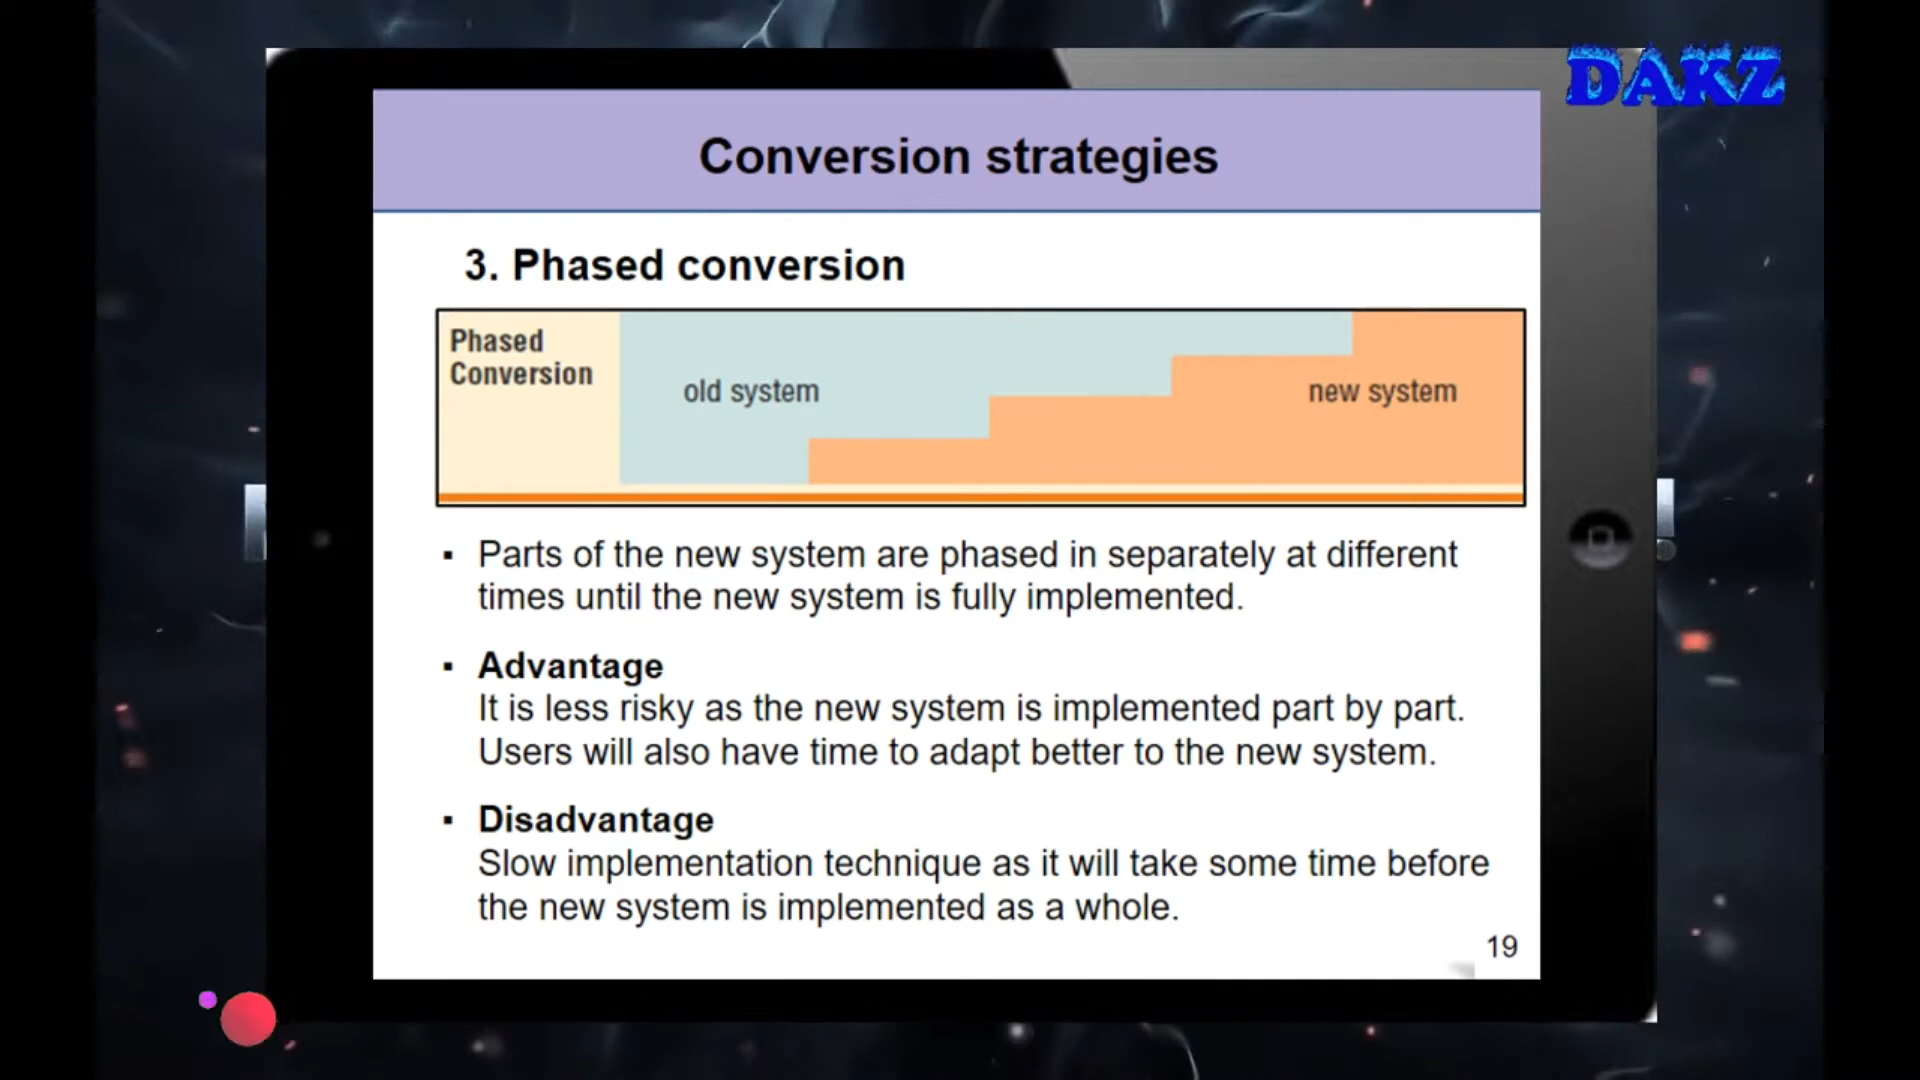 DAKZ
Conversion strategies
3. Phased conversion
Phased
Conversion
old system
new system
▪ Parts of the new system are phased in separately at different
times until the new system is fully implemented.
▪ Advantage
It is less risky as the new system is implemented part by part.
Users will also have time to adapt better to the new system.
▪ Disadvantage
Slow implementation technique as it will take some time before
the new system is implemented as a whole.
19